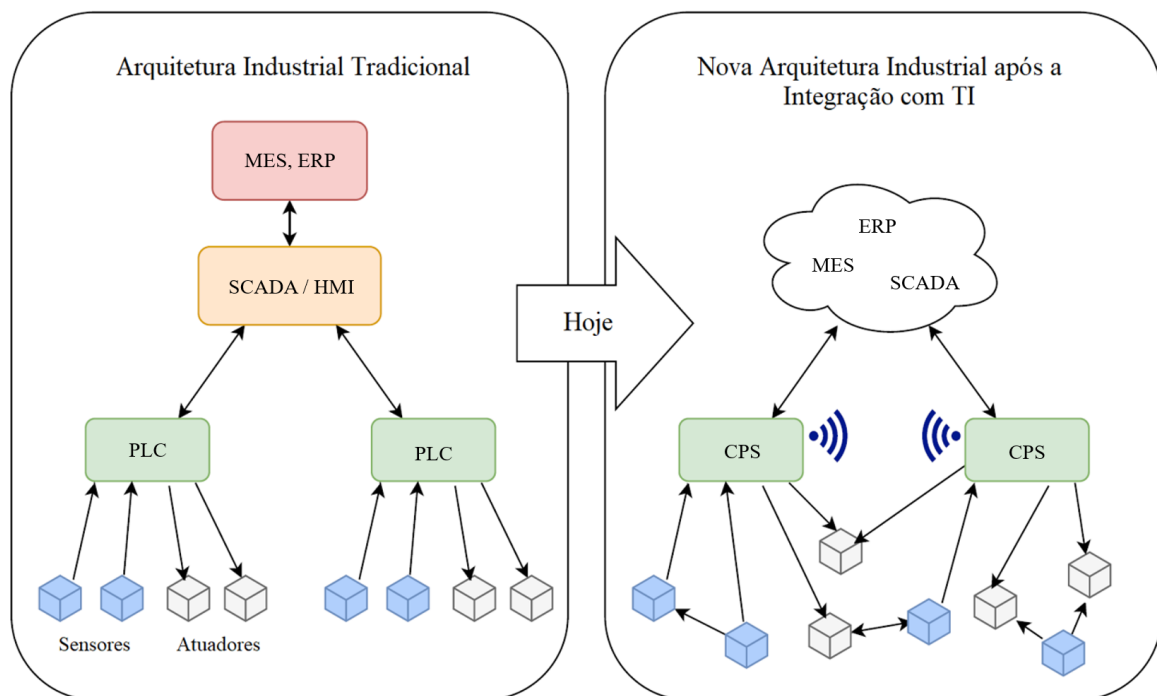 Arquitetura Industrial Tradicional
MES, ERP
SCADA / HMI
PLC
PLC
Sensores
Atuadores
Hoje
Nova Arquitetura Industrial após a
Integração com TI
ERP
MES
SCADA
CPS
CPS